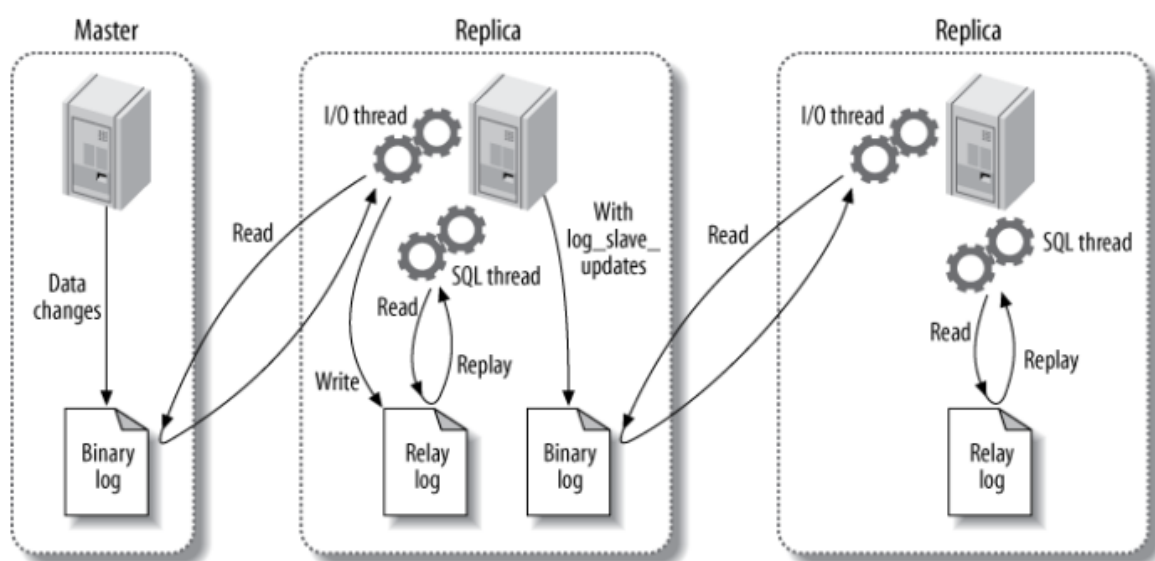 Master
Replica
Replica
I/O thread
I/O thread
Read
With
log_slave_
updates
Read
SQL thread
SQL thread
Data
changes
Read
Replay
Read
Replay
Write
Binary
log
Relay
log
Binary
log
Relay
log